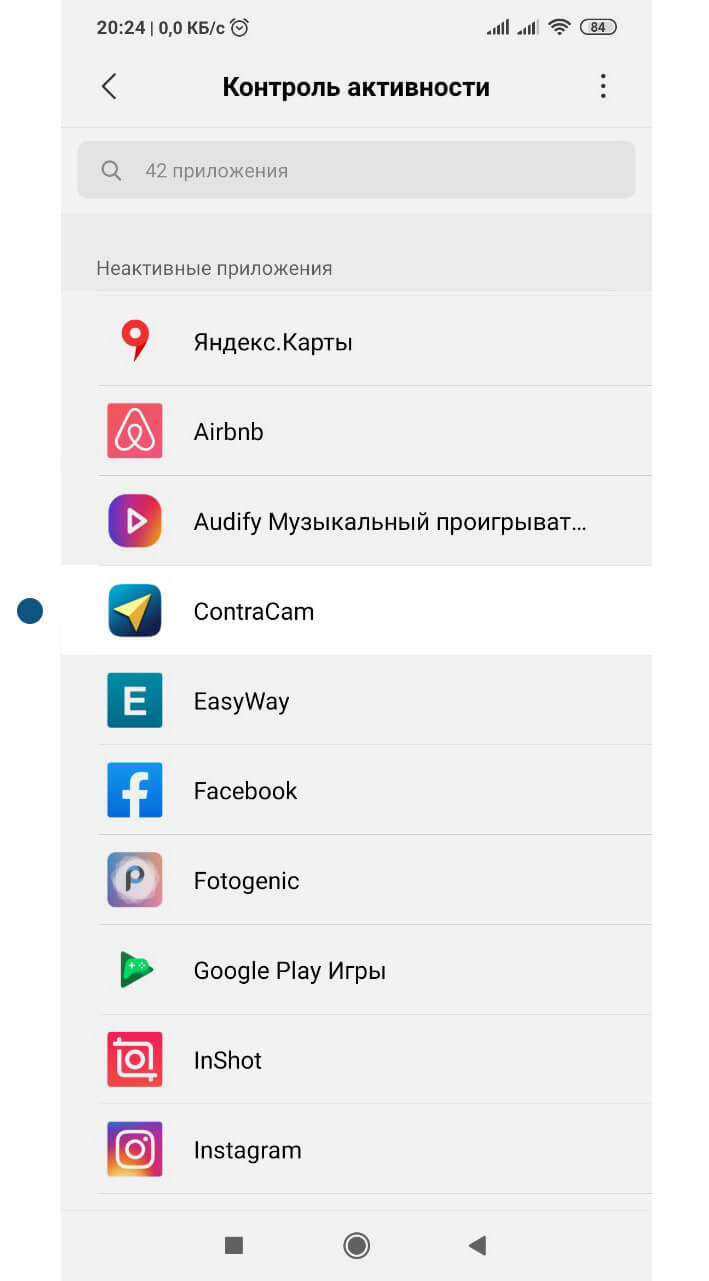 20:24 | 0,0 КБ/с 84
Контроль активности
42 приложения
Неактивные приложения
Яндекс.Карты
Airbnb
Audify Музыкальный проигрыват...
ContraCam
E EasyWay
Facebook
Fotogenic
Google Play Игры
InShot
Instagram